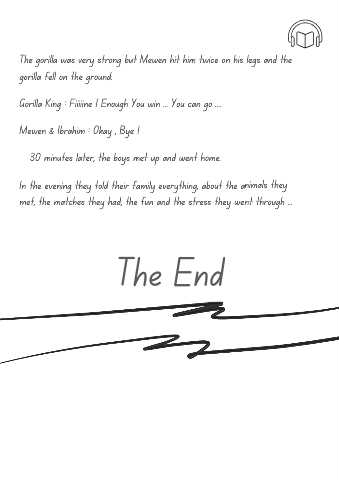 The gorilla was very strong but Mewen hit him twice on his legs and the
gorilla fell on the ground.
Gorilla King : Fiiiine ! Enough You win ... You can go ....
Mewen & Ibrahim : Okay , Bye !
30 minutes later, the boys met up and went home.
In the evening they told their family everything, about the animals they
met, the matches they had, the fun and the stress they went through ...
The End